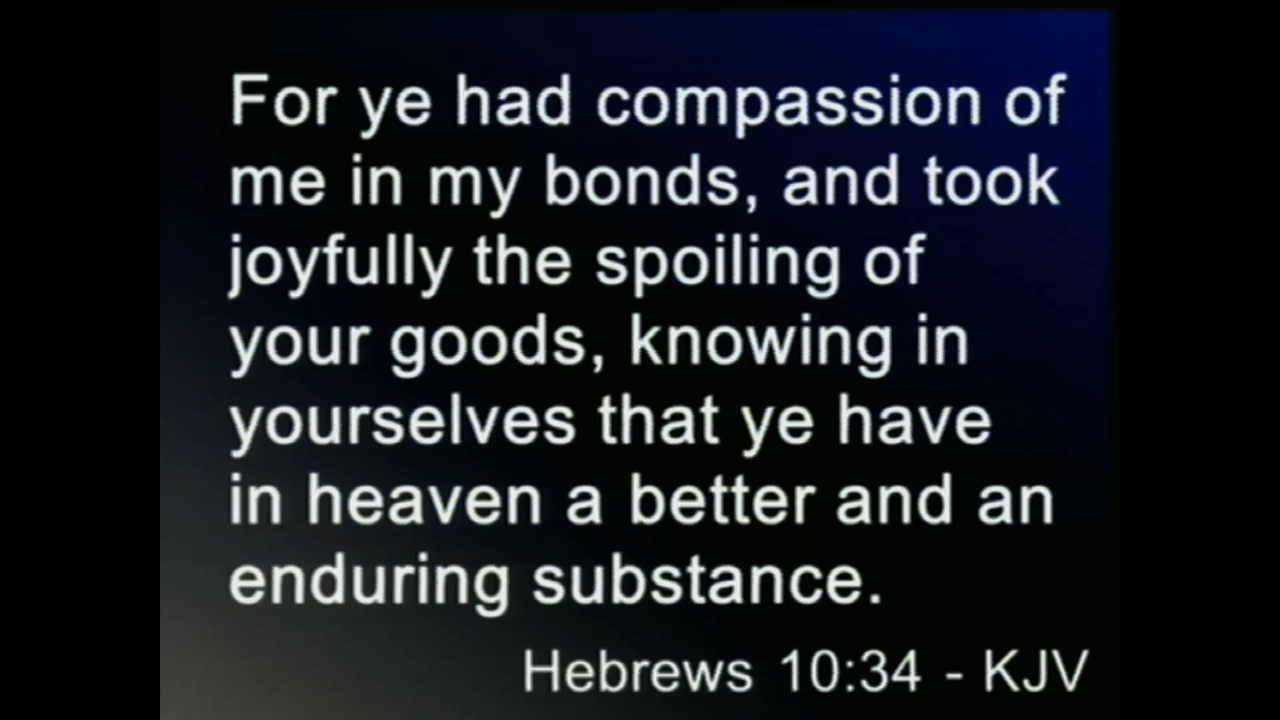 For ye had compassion of
me in my bonds, and took
joyfully the spoiling of
your goods, knowing in
yourselves that ye have
in heaven a better and an
enduring substance.
Hebrews 10:34 - KJV